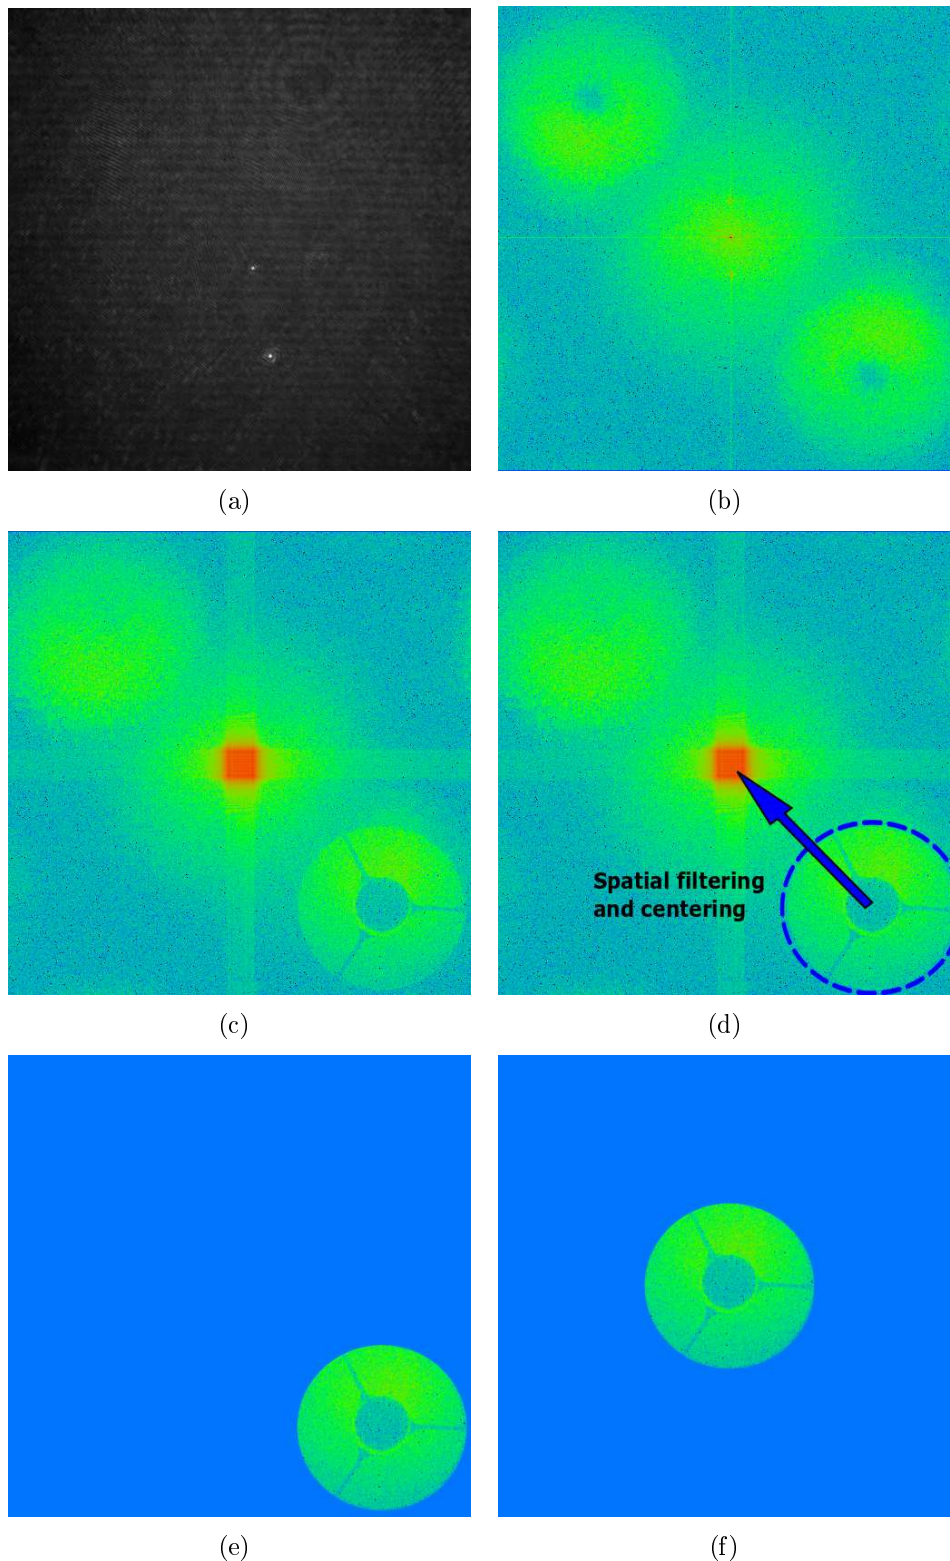 (a)
(b)
Spatial filtering
and centering
(c)
(d)
(e)
(f)